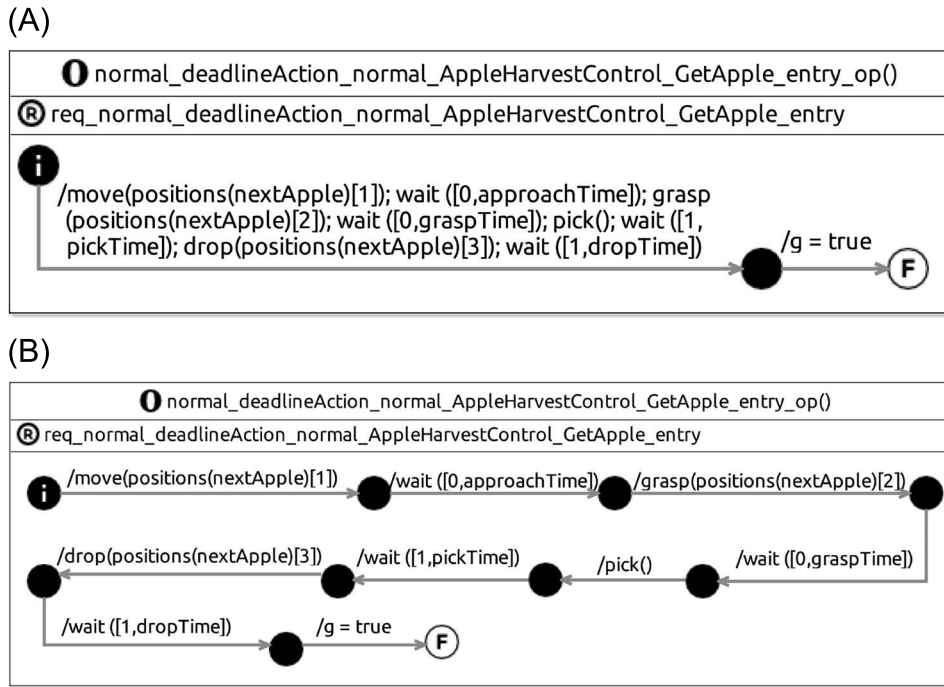 (A)
O normal_deadlineAction_normal_AppleHarvestControl_GetApple_entry_op()
R req_normal_deadlineAction_normal_AppleHarvestControl_GetApple_entry
i
/move(positions(nextApple)[1]); wait ([0,approachTime]); grasp
(positions(nextApple)[2]); wait ([0,graspTime]); pick(); wait ([1,
pickTime]); drop(positions(nextApple)[3]); wait ([1,dropTime])
/g = true
F
(B)
O normal_deadlineAction_normal_AppleHarvestControl_GetApple_entry_op()
R req_normal_deadlineAction_normal_AppleHarvestControl_GetApple_entry
i /move(positions(nextApple)[1]) /wait ([0,approachTime]) /grasp(positions(nextApple)[2])
/drop(positions(nextApple)[3]) /wait ([1,pickTime]) /pick() /wait ([0,graspTime])
/wait ([1,dropTime]) /g = true F